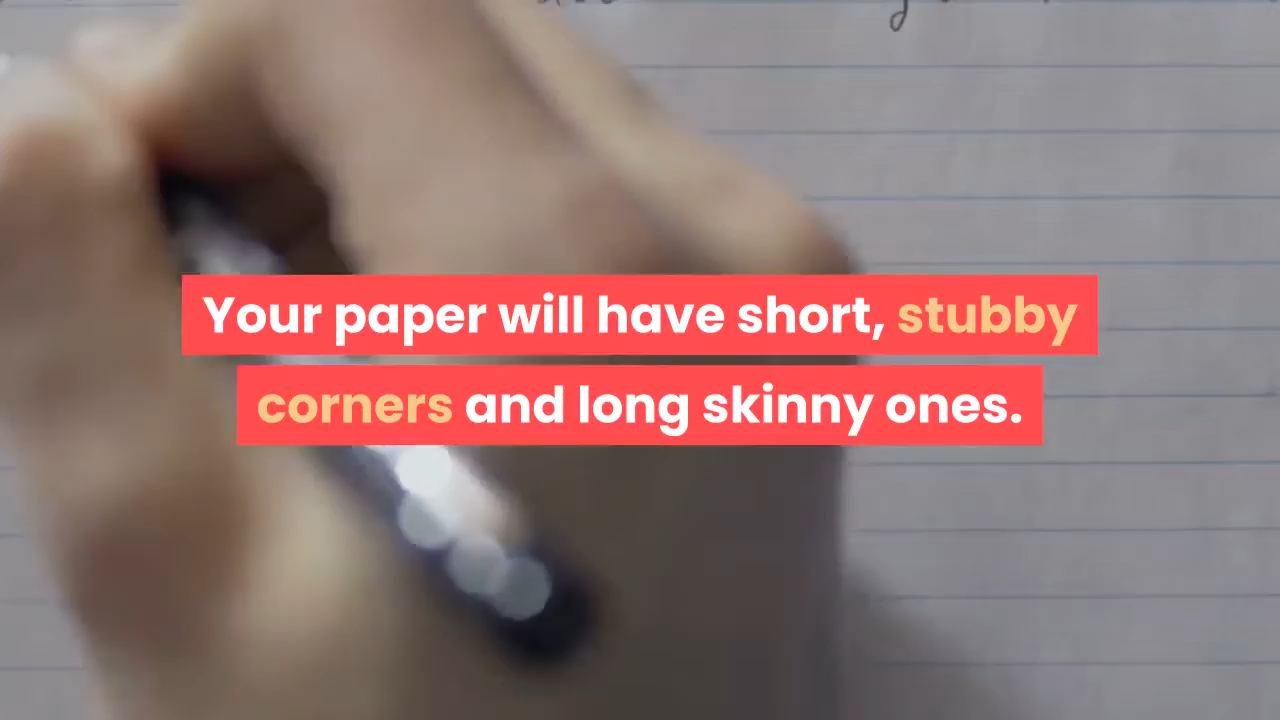 Your paper will have short, stubby
corners and long skinny ones.